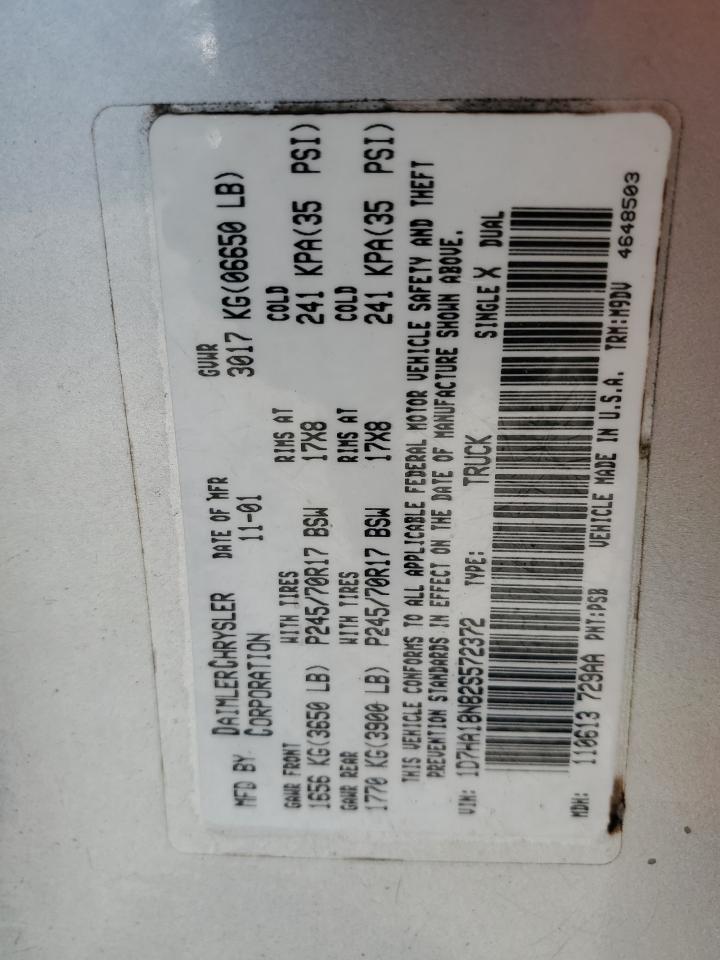 MFD BY DAIMLERCHRYSLER CORPORATION
DATE OF MFR 11-01
GVWR 3017 KG(06650 LB)
GAWR FRONT WITH TIRES RIMS AT COLD
1656 KG(3650 LB) P245/70R17 BSW 17X8 241 KPA(35 PSI)
GAWR REAR WITH TIRES RIMS AT COLD
1770 KG(3900 LB) P245/70R17 BSW 17X8 241 KPA(35 PSI)
THIS VEHICLE CONFORMS TO ALL APPLICABLE FEDERAL MOTOR VEHICLE SAFETY AND THEFT
PREVENTION STANDARDS IN EFFECT ON THE DATE OF MANUFACTURE SHOWN ABOVE.
VIN: 1D7HA18N82S572372 TYPE: TRUCK SINGLE X DUAL
MDH: 110613 729AA PNT:PSB VEHICLE MADE IN U.S.A. TRM:M9DV 4648503